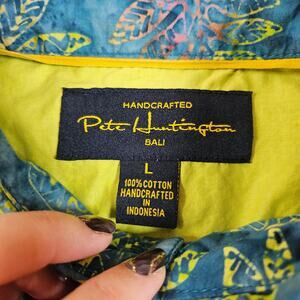 HANDCRAFTED
Pete Huntington
BALI
L
100% COTTON
HANDCRAFTED
IN
INDONESIA